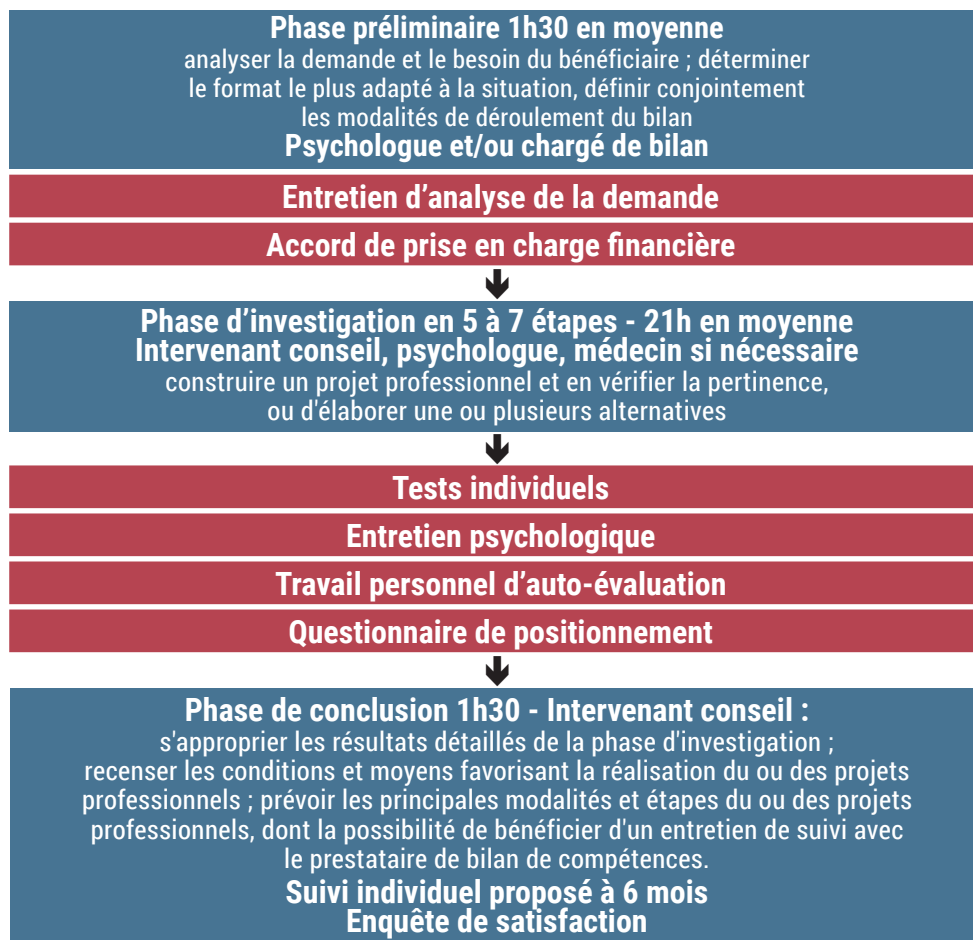 Phase préliminaire 1h30 en moyenne
analyser la demande et le besoin du bénéficiaire ; déterminer
le format le plus adapté à la situation, définir conjointement
les modalités de déroulement du bilan
Psychologue et/ou chargé de bilan
Entretien d’analyse de la demande
Accord de prise en charge financière
Phase d’investigation en 5 à 7 étapes - 21h en moyenne
Intervenant conseil, psychologue, médecin si nécessaire
construire un projet professionnel et en vérifier la pertinence,
ou d'élaborer une ou plusieurs alternatives
Tests individuels
Entretien psychologique
Travail personnel d’auto-évaluation
Questionnaire de positionnement
Phase de conclusion 1h30 - Intervenant conseil :
s'approprier les résultats détaillés de la phase d'investigation ;
recenser les conditions et moyens favorisant la réalisation du ou des projets
professionnels ; prévoir les principales modalités et étapes du ou des projets
professionnels, dont la possibilité de bénéficier d'un entretien de suivi avec
le prestataire de bilan de compétences.
Suivi individuel proposé à 6 mois
Enquête de satisfaction